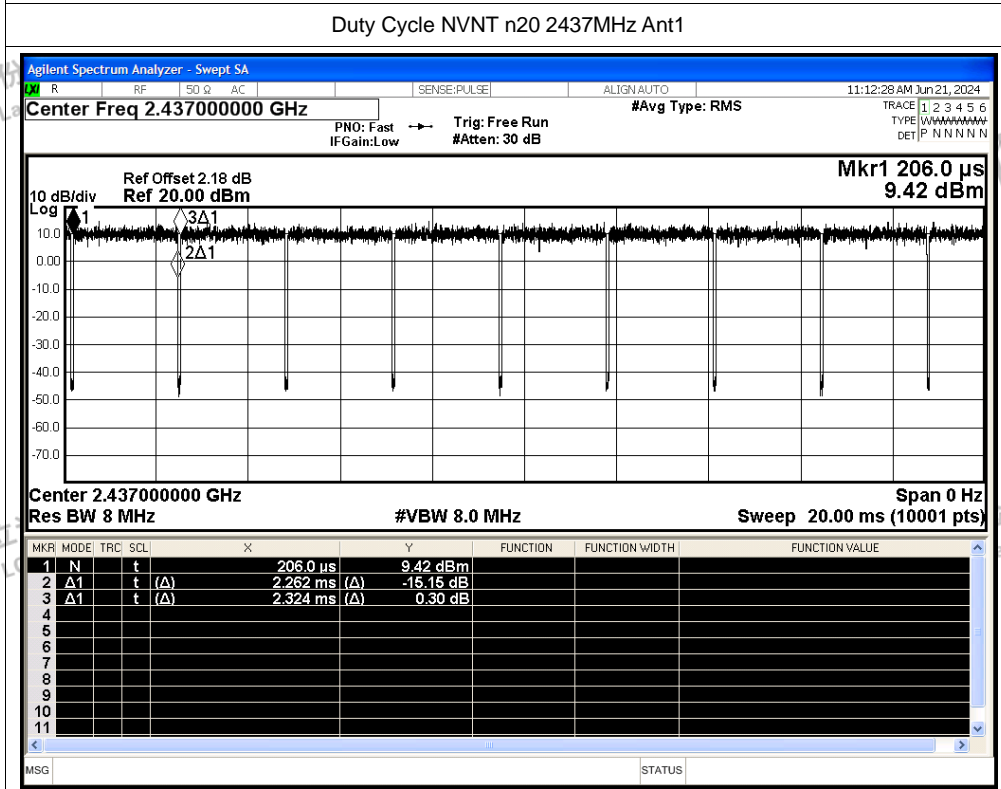 Duty Cycle NVNT n20 2437MHz Ant1
Agilent Spectrum Analyzer - Swept SA
LXI R RF 50 Ω AC SENSE:PULSE ALIGN AUTO 11:12:28 AM Jun 21, 2024
Center Freq 2.437000000 GHz #Avg Type: RMS TRACE 1 2 3 4 5 6
PNO: Fast Trig: Free Run TYPE WWWWWW
IFGain:Low #Atten: 30 dB DET P N N N N N
Mkr1 206.0 µs
Ref Offset 2.18 dB
9.42 dBm
10 dB/div Ref 20.00 dBm
Log
1 3Δ1
10.0
2Δ1
0.00
-10.0
-20.0
-30.0
-40.0
-50.0
-60.0
-70.0
Center 2.437000000 GHz Span 0 Hz
Res BW 8 MHz #VBW 8.0 MHz Sweep 20.00 ms (10001 pts)
MKR MODE TRC SCL X Y FUNCTION FUNCTION WIDTH FUNCTION VALUE
1 N t 206.0 µs 9.42 dBm
2 Δ1 t (Δ) 2.262 ms (Δ) -15.15 dB
3 Δ1 t (Δ) 2.324 ms (Δ) 0.30 dB
4
5
6
7
8
9
10
11
MSG STATUS